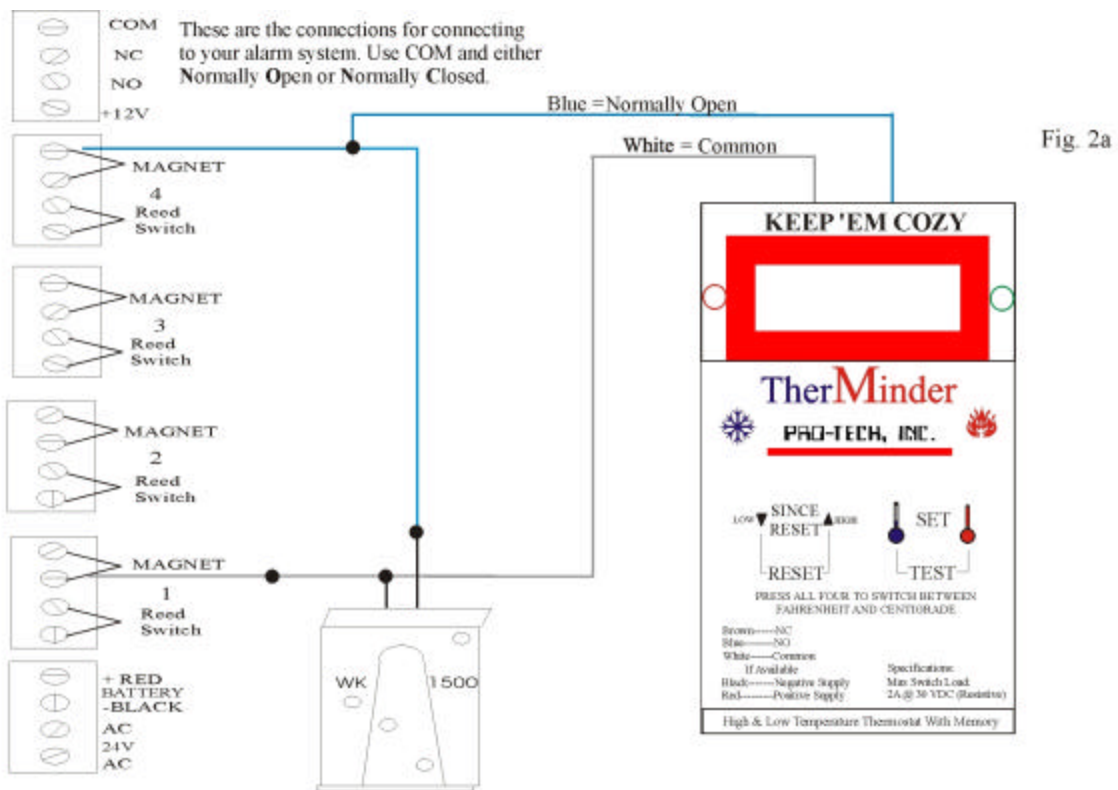 COM
NC
NO
+12V
These are the connections for connecting
to your alarm system. Use COM and either
Normally Open or Normally Closed.
Blue =Normally Open
White = Common
Fig. 2a
MAGNET
4
Reed
Switch
MAGNET
3
Reed
Switch
MAGNET
2
Reed
Switch
MAGNET
1
Reed
Switch
+ RED
BATTERY
-BLACK
AC
24V
AC
WK 1500
KEEP 'EM COZY
TherMinder
PRO-TECH, INC.
LOW SINCE HIGH
RESET
RESET
SET
TEST
PRESS ALL FOUR TO SWITCH BETWEEN
FAHRENHEIT AND CENTIGRADE
Brown-----NC
Blue------NO
White-----Common
If Available
Black-------Negative Supply
Red---------Positive Supply
Specifications:
Max Switch Load:
2A @ 30 VDC (Resistive)
High & Low Temperature Thermostat With Memory